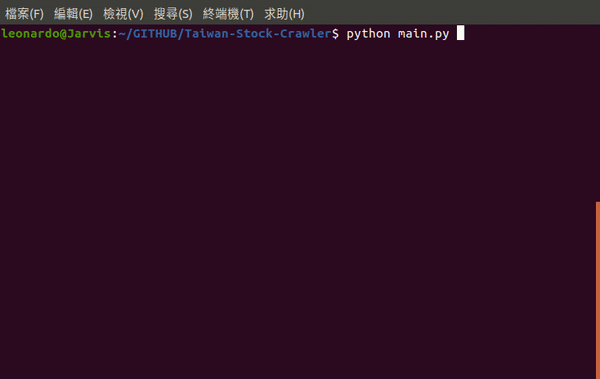 檔案(F) 編輯(E) 檢視(V) 搜尋(S) 終端機(T) 求助(H)
leonardo@Jarvis:~/GITHUB/Taiwan-Stock-Crawler$ python main.py